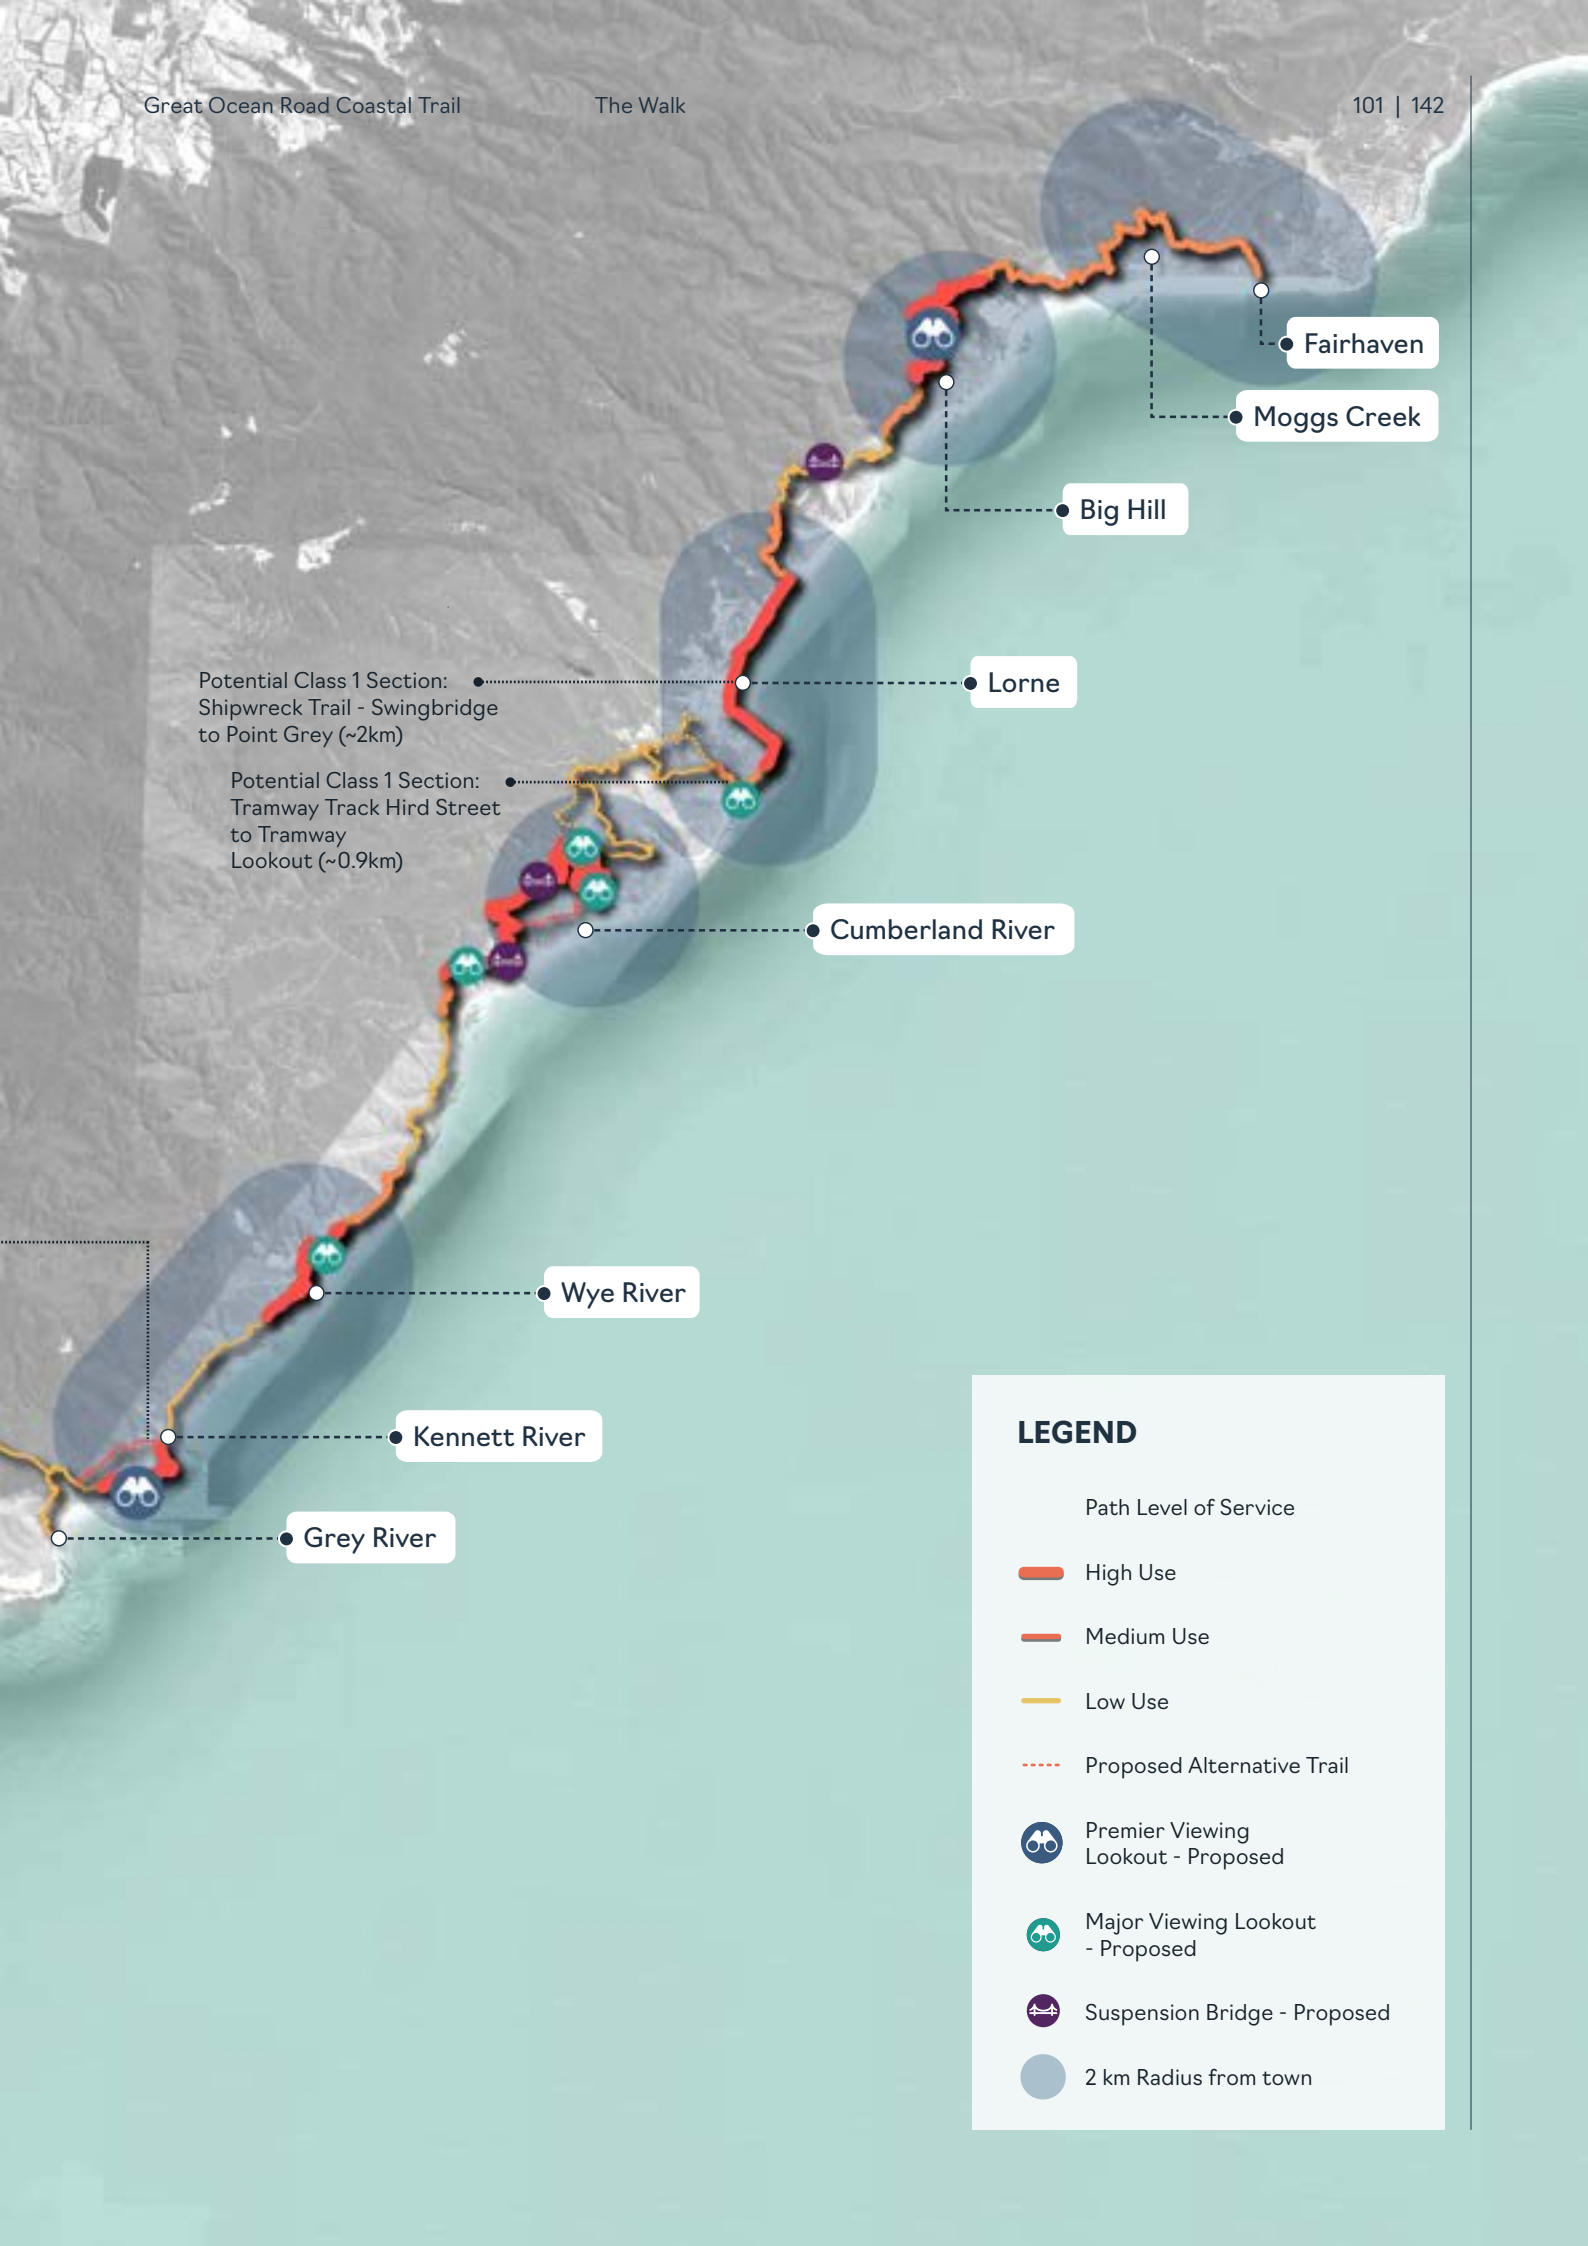 Great Ocean Road Coastal Trail
The Walk
101 | 142
Fairhaven
Moggs Creek
Big Hill
Lorne
Potential Class 1 Section:
Shipwreck Trail - Swingbridge
to Point Grey (~2km)
Potential Class 1 Section:
Tramway Track Hird Street
to Tramway
Lookout (~0.9km)
Cumberland River
Wye River
Kennett River
Grey River
LEGEND
Path Level of Service
High Use
Medium Use
Low Use
Proposed Alternative Trail
Premier Viewing
Lookout - Proposed
Major Viewing Lookout
- Proposed
Suspension Bridge - Proposed
2 km Radius from town